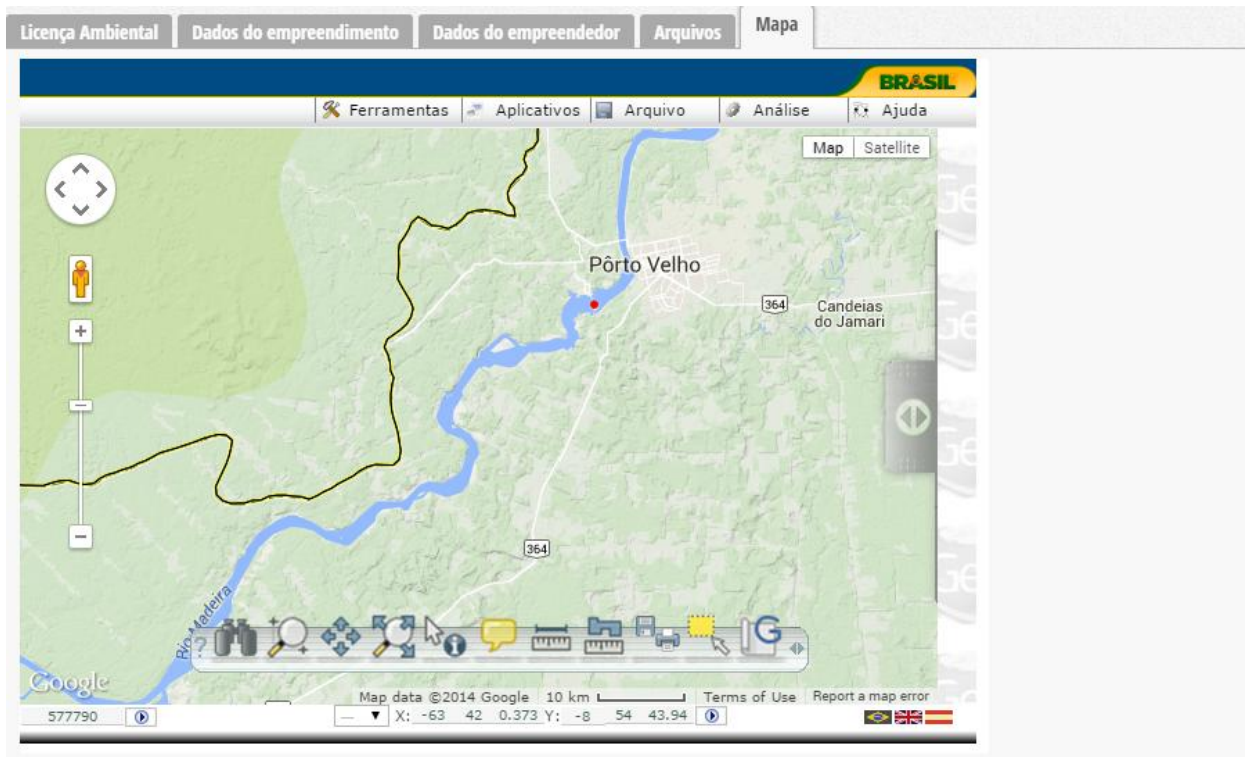 Licença Ambiental Dados do empreendimento Dados do empreendedor Arquivos Mapa
BRASIL
Ferramentas Aplicativos Arquivo Análise Ajuda
Map Satellite
Pôrto Velho
364 Candeias
do Jamari
364
Rio Madeira
? G
Google
Map data ©2014 Google 10 km Terms of Use Report a map error
577790 — X: -63 42 0.373 Y: -8 54 43.94